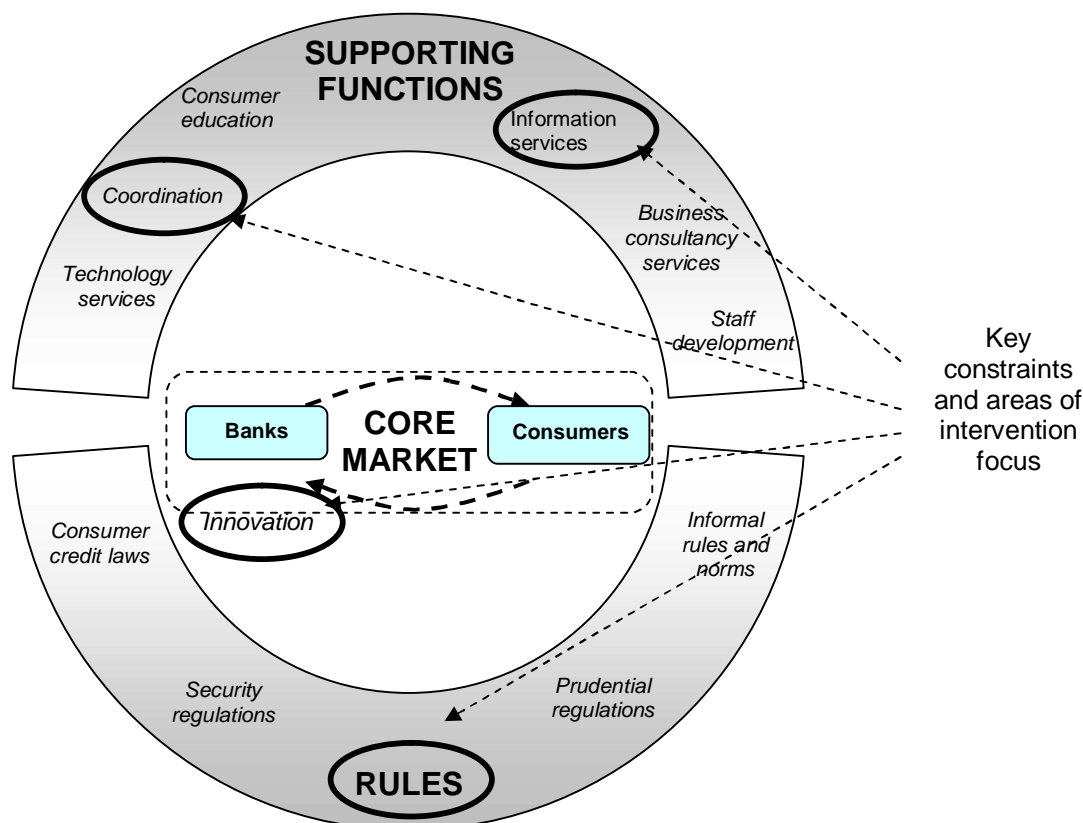 SUPPORTING
FUNCTIONS
Consumer
education
Information
services
Coordination
Business
consultancy
services
Technology
services
Staff
development
Key
constraints
and areas of
intervention
focus
Banks
CORE
MARKET
Consumers
Innovation
Consumer
credit laws
Informal
rules and
norms
Security
regulations
Prudential
regulations
RULES